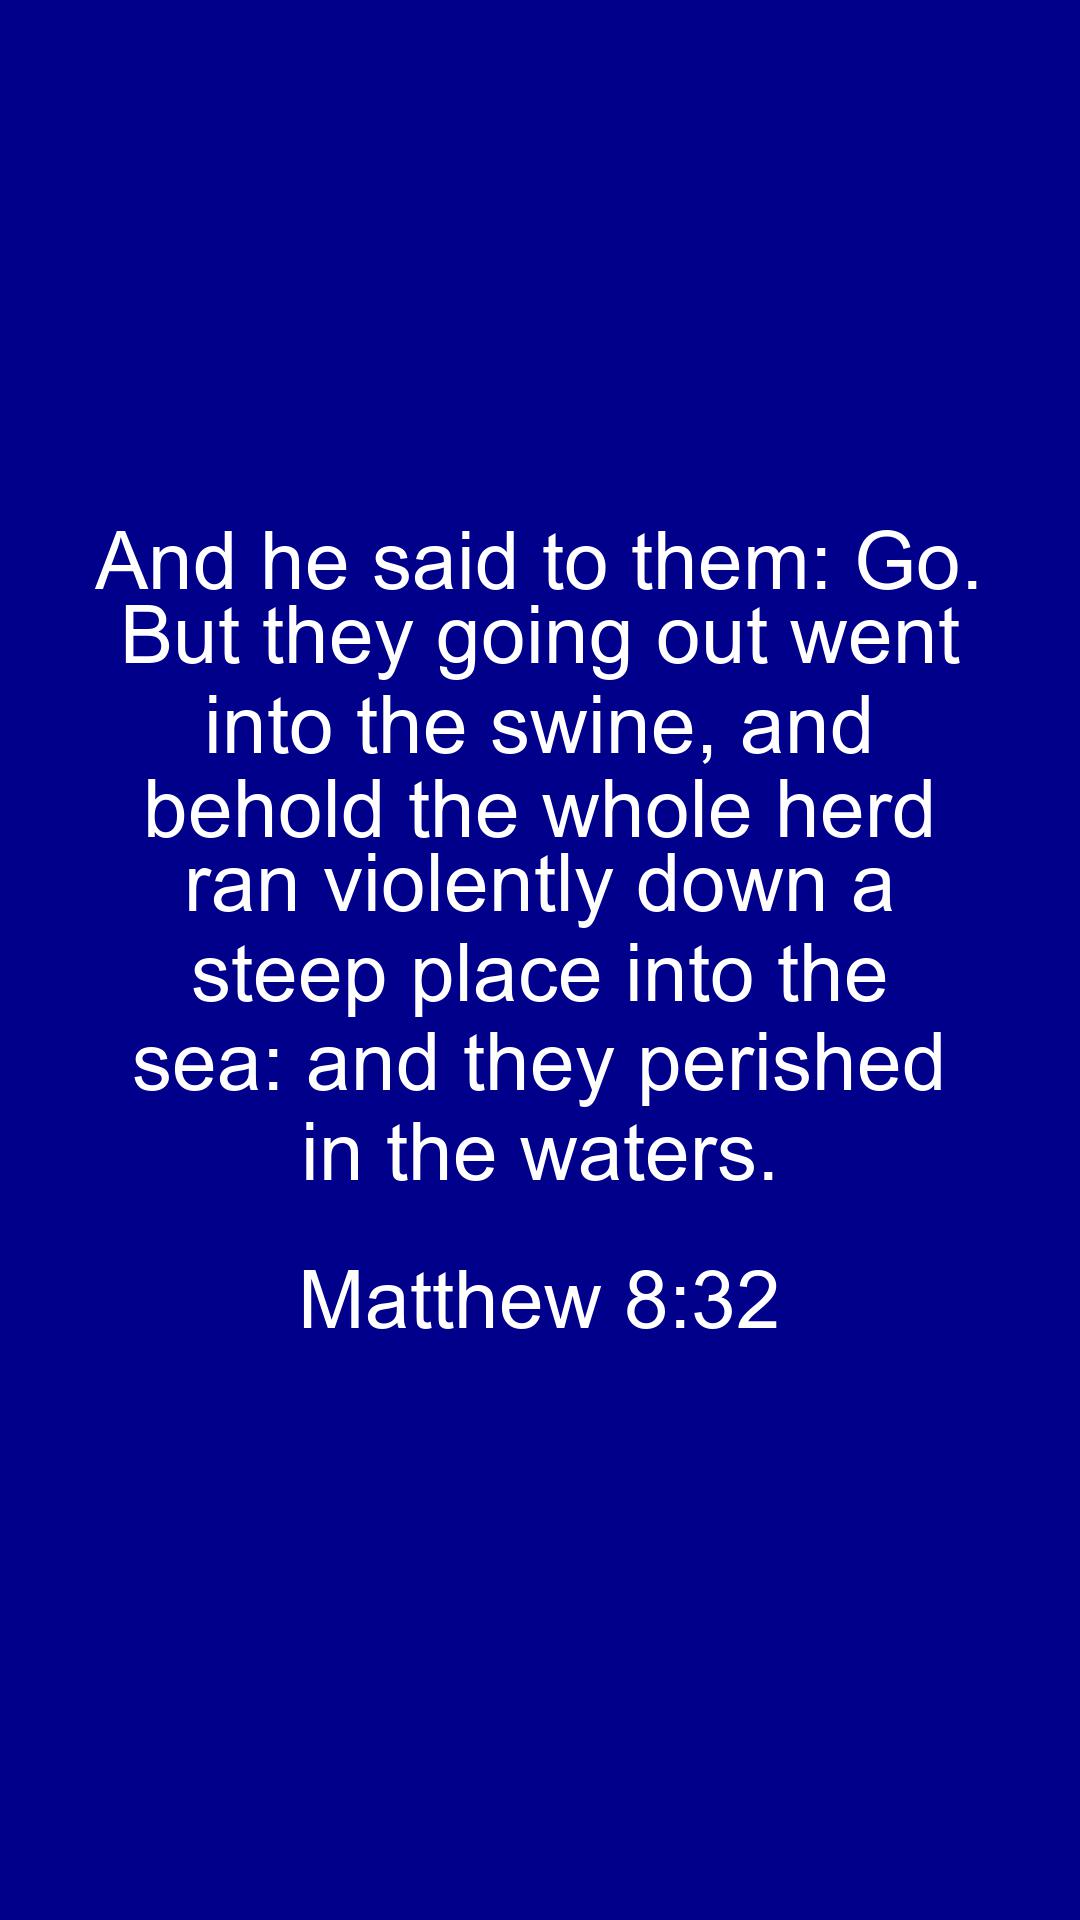 And he said to them: Go.
But they going out went
into the swine, and
behold the whole herd
ran violently down a
steep place into the
sea: and they perished
in the waters.
Matthew 8:32